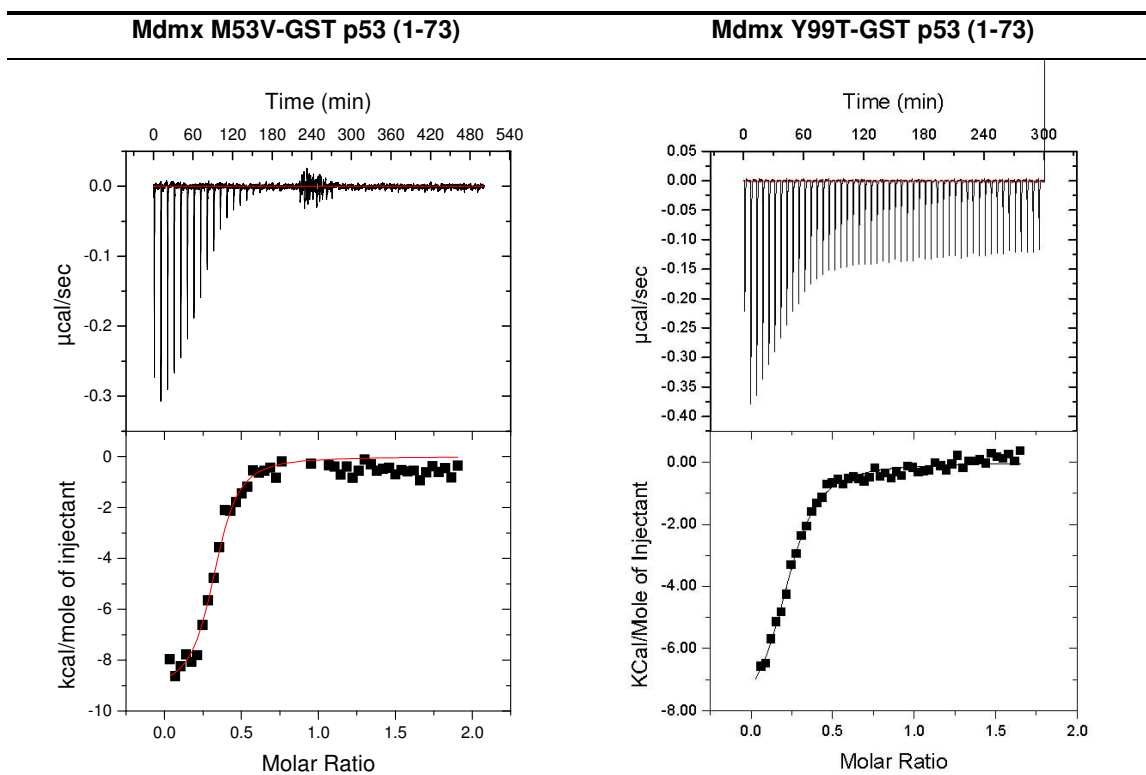 Mdmx M53V-GST p53 (1-73)
Time (min)
0 60 120 180 240 300 360 420 480 540
0.0
-0.1
-0.2
-0.3
µcal/sec
0
-2
-4
-6
-8
-10
kcal/mole of injectant
0.0 0.5 1.0 1.5 2.0
Molar Ratio
Mdmx Y99T-GST p53 (1-73)
Time (min)
0 60 120 180 240 300
0.05
0.00
-0.05
-0.10
-0.15
-0.20
-0.25
-0.30
-0.35
-0.40
µcal/sec
0.00
-2.00
-4.00
-6.00
-8.00
KCal/Mole of Injectant
0.0 0.5 1.0 1.5 2.0
Molar Ratio